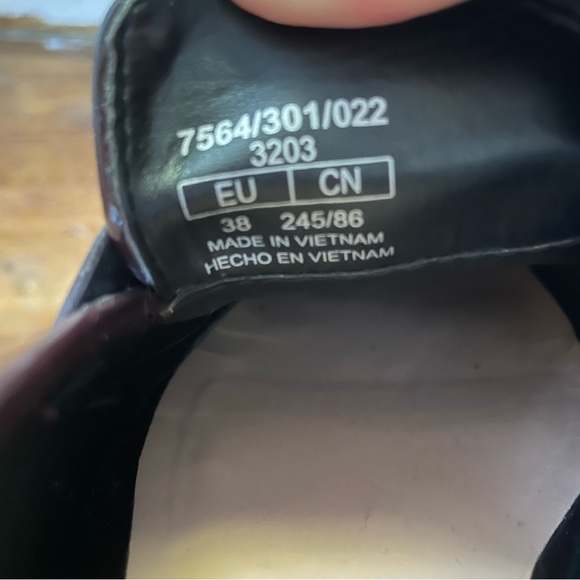 7564/301/022
3203
EU CN
38 245/86
MADE IN VIETNAM
HECHO EN VIETNAM